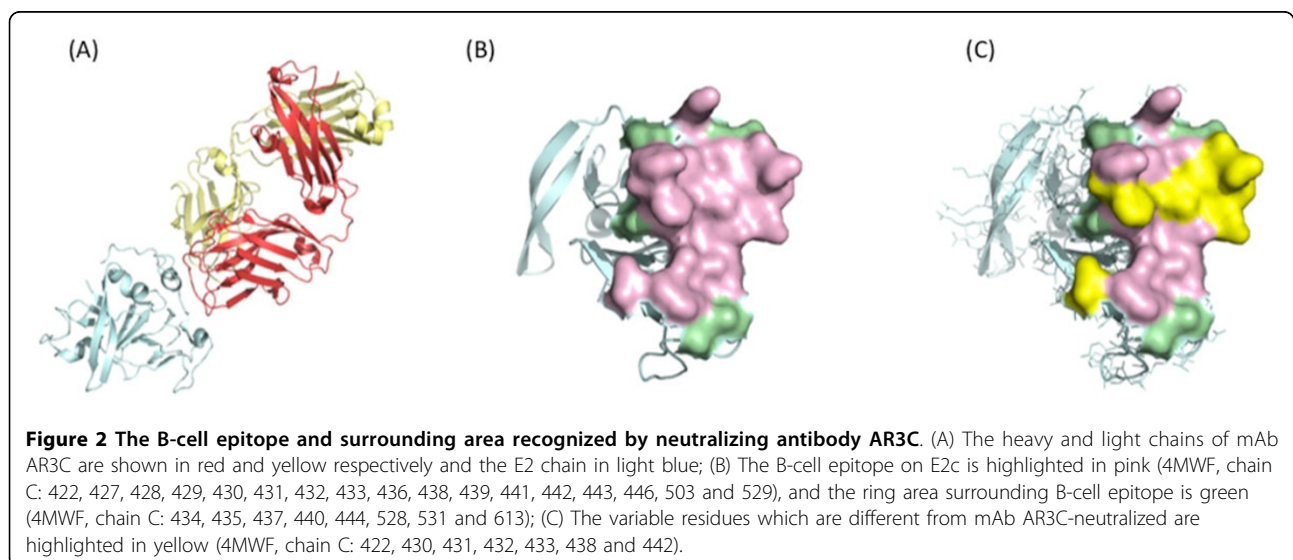 (A)
(B)
(C)
Figure 2 The B-cell epitope and surrounding area recognized by neutralizing antibody AR3C. (A) The heavy and light chains of mAb
AR3C are shown in red and yellow respectively and the E2 chain in light blue; (B) The B-cell epitope on E2c is highlighted in pink (4MWF, chain
C: 422, 427, 428, 429, 430, 431, 432, 433, 436, 438, 439, 441, 442, 443, 446, 503 and 529), and the ring area surrounding B-cell epitope is green
(4MWF, chain C: 434, 435, 437, 440, 444, 528, 531 and 613); (C) The variable residues which are different from mAb AR3C-neutralized are
highlighted in yellow (4MWF, chain C: 422, 430, 431, 432, 433, 438 and 442).